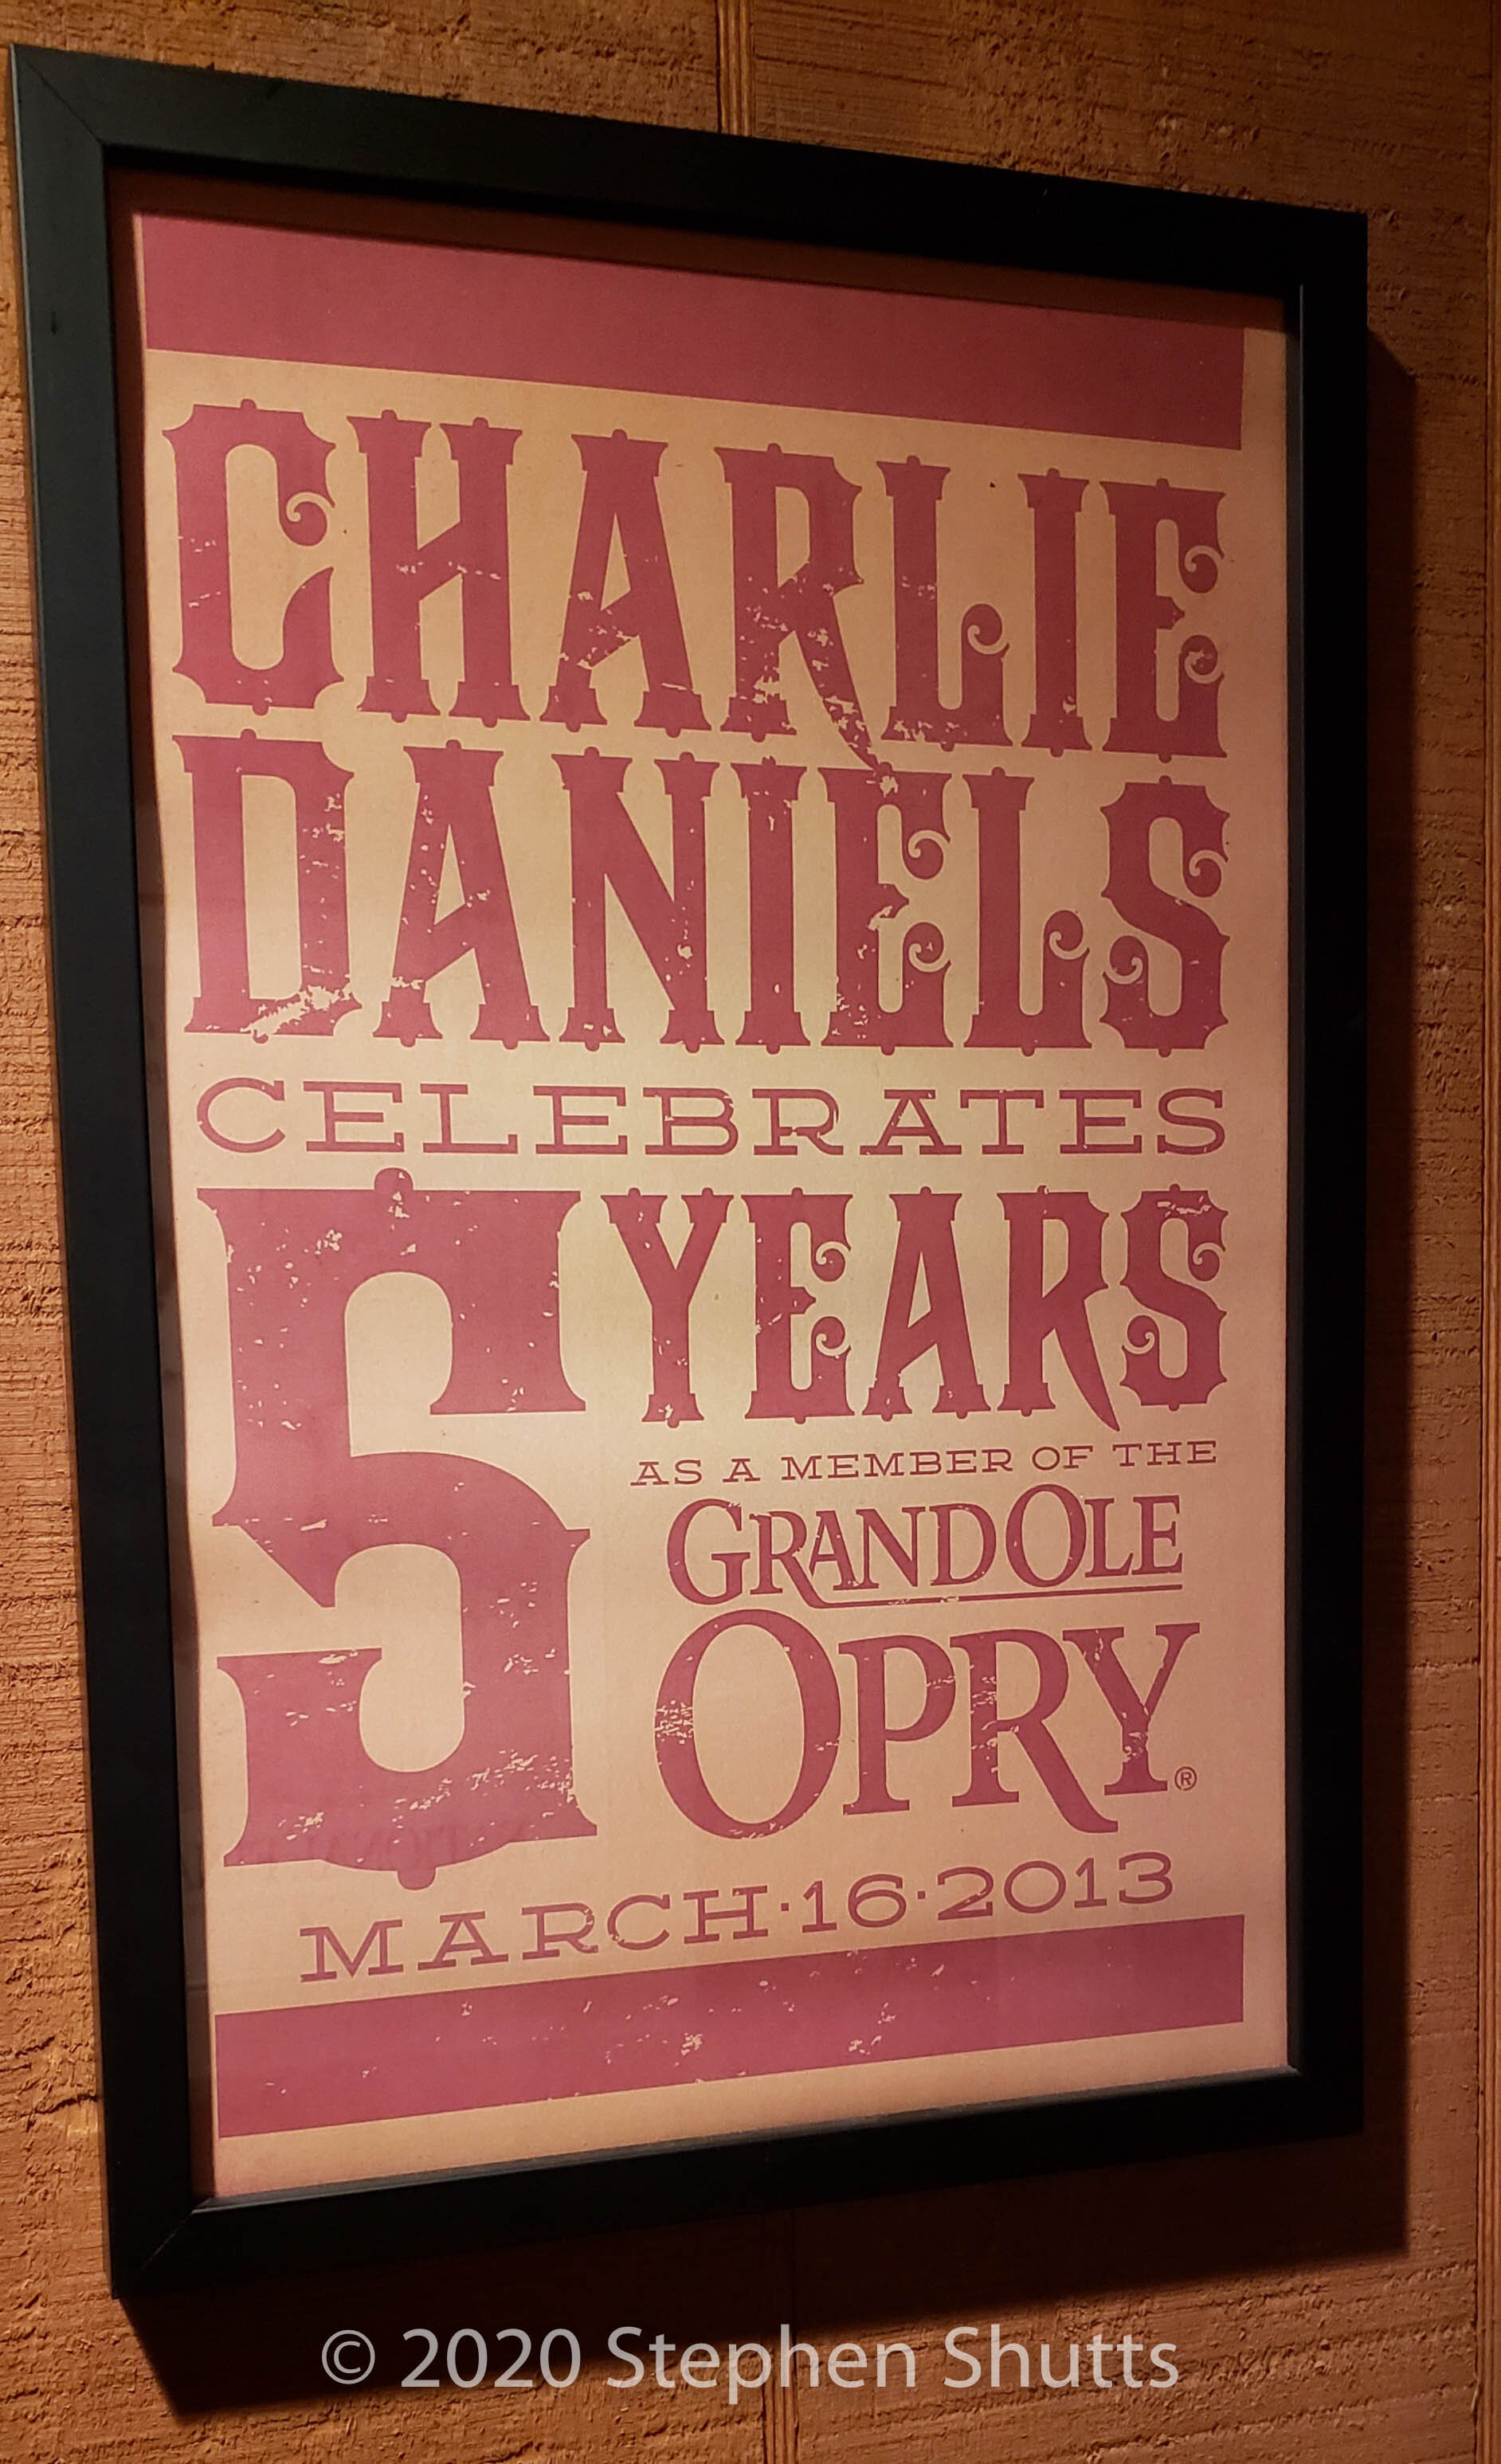 CHARLIE
DANIELS
CELEBRATES
5 YEARS
AS A MEMBER OF THE
GRAND OLE
OPRY®
MARCH·16·2013
© 2020 Stephen Shutts